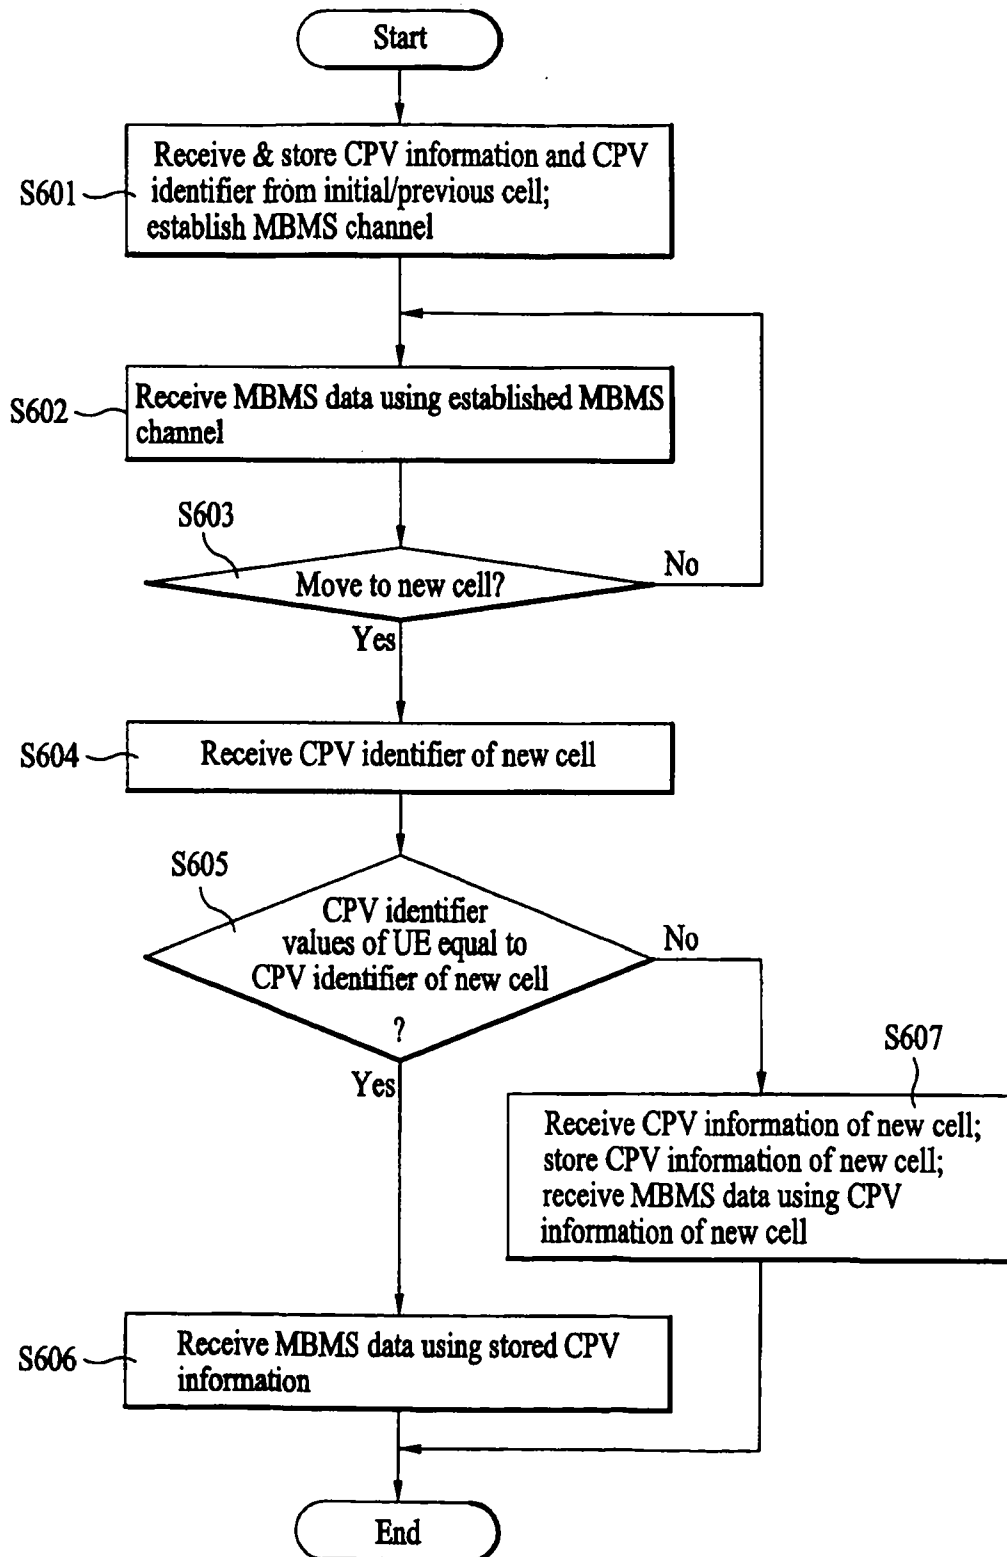 Start
S601
Receive & store CPV information and CPV
identifier from initial/previous cell;
establish MBMS channel
S602
Receive MBMS data using established MBMS
channel
S603
Move to new cell?
No
Yes
S604
Receive CPV identifier of new cell
S605
CPV identifier
values of UE equal to
CPV identifier of new cell
?
No
Yes
S607
Receive CPV information of new cell;
store CPV information of new cell;
receive MBMS data using CPV
information of new cell
S606
Receive MBMS data using stored CPV
information
End